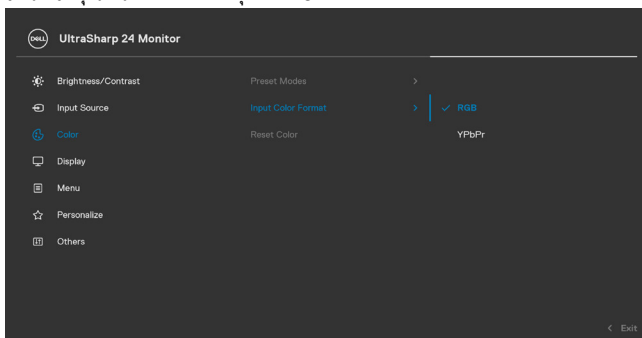 DELL UltraSharp 24 Monitor
Brightness/Contrast Preset Modes >
Input Source Input Color Format > ✓ RGB
Color Reset Color YPbPr
Display
Menu
Personalize
Others
< Exit